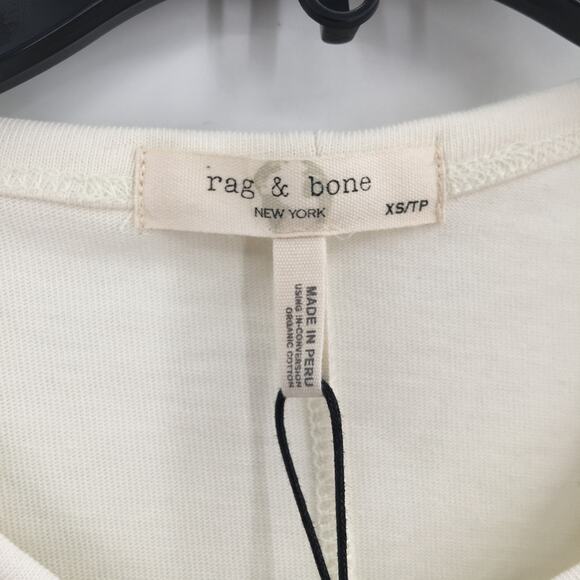 rag & bone
NEW YORK
XS/TP
MADE IN PERU
USING IN-CONVERSION
ORGANIC COTTON